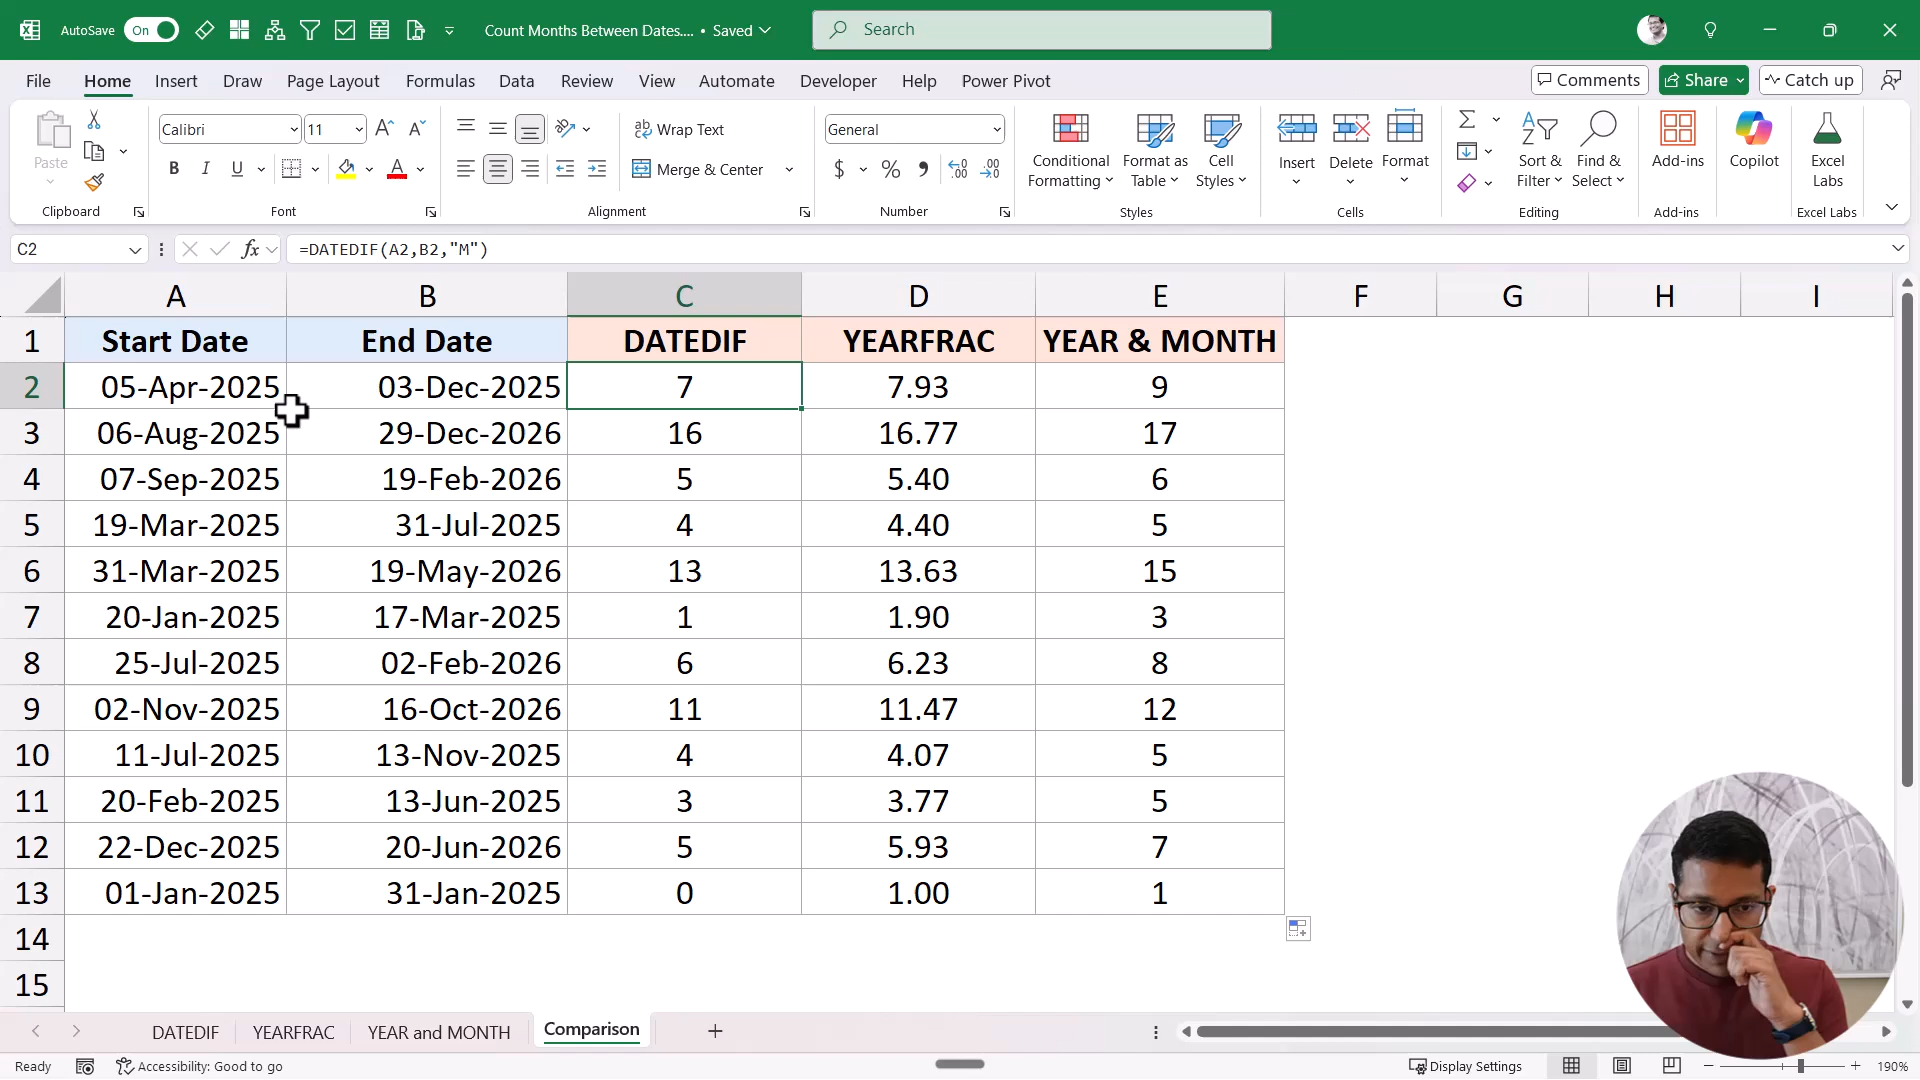 AutoSave On Count Months Between Dates.... • Saved Search
File Home Insert Draw Page Layout Formulas Data Review View Automate Developer Help Power Pivot Comments Share Catch up
Paste Calibri 11 Wrap Text General Conditional Formatting Format as Table Cell Styles Insert Delete Format Sort & Filter Find & Select Add-ins Copilot Excel Labs
B I U Merge & Center $ %
Clipboard Font Alignment Number Styles Cells Editing Add-ins Excel Labs
C2 fx =DATEDIF(A2,B2,"M")
A B C D E F G H I
1 Start Date End Date DATEDIF YEARFRAC YEAR & MONTH
2 05-Apr-2025 03-Dec-2025 7 7.93 9
3 06-Aug-2025 29-Dec-2026 16 16.77 17
4 07-Sep-2025 19-Feb-2026 5 5.40 6
5 19-Mar-2025 31-Jul-2025 4 4.40 5
6 31-Mar-2025 19-May-2026 13 13.63 15
7 20-Jan-2025 17-Mar-2025 1 1.90 3
8 25-Jul-2025 02-Feb-2026 6 6.23 8
9 02-Nov-2025 16-Oct-2026 11 11.47 12
10 11-Jul-2025 13-Nov-2025 4 4.07 5
11 20-Feb-2025 13-Jun-2025 3 3.77 5
12 22-Dec-2025 20-Jun-2026 5 5.93 7
13 01-Jan-2025 31-Jan-2025 0 1.00 1
14
15
DATEDIF YEARFRAC YEAR and MONTH Comparison
Ready Accessibility: Good to go Display Settings 190%